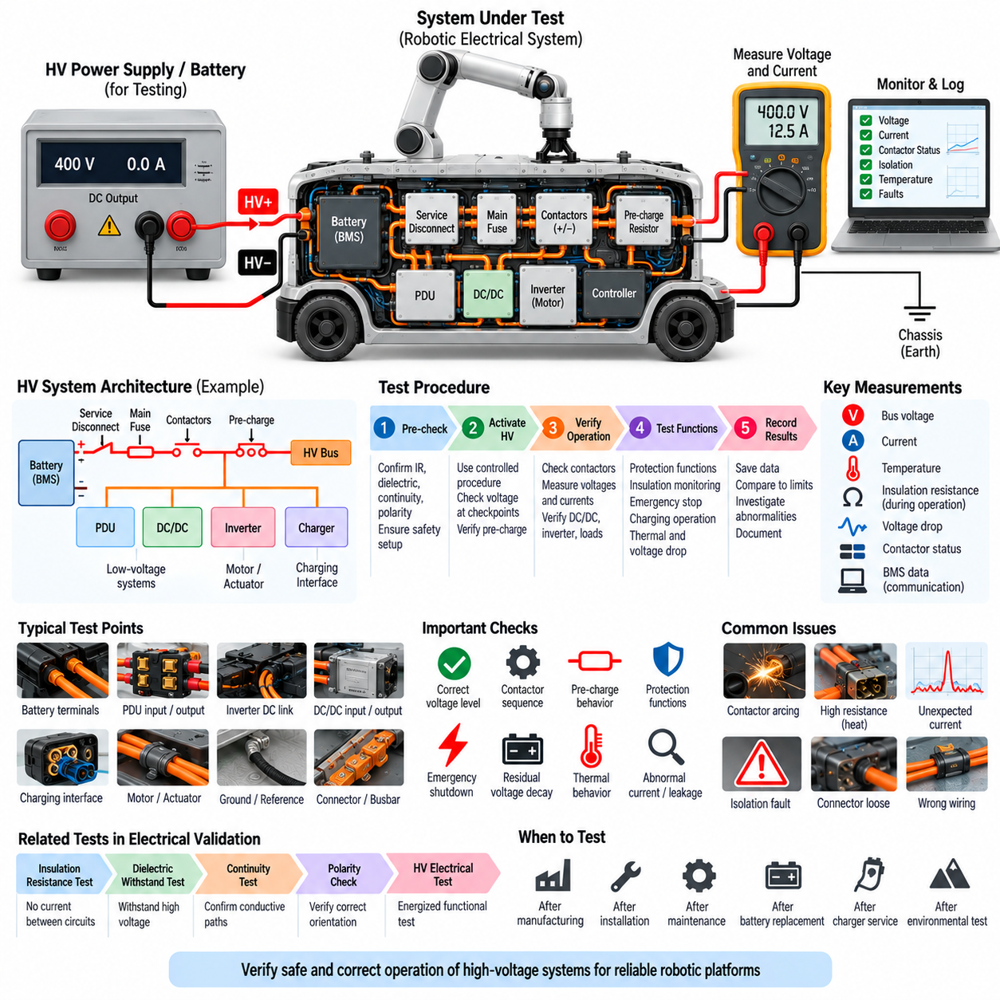 System Under Test
(Robotic Electrical System)
HV Power Supply / Battery
(for Testing)
Measure Voltage
and Current
Monitor & Log
400 V 0.0 A
DC Output
HV+
HV−
Battery
(BMS)
Service
Disconnect
Main
Fuse
Contactors
(+/−)
Pre-charge
Resistor
PDU
DC/DC
Inverter
(Motor)
Controller
400.0 V
12.5 A
Voltage
Current
Contactor Status
Isolation
Temperature
Faults
Chassis
(Earth)
HV System Architecture (Example)
Service
Disconnect
Main
Fuse
Contactors
Pre-charge
Battery
(BMS)
+
+
−
−
HV Bus
PDU
DC/DC
Inverter
Charger
Low-voltage
systems
Motor /
Actuator
Charging
Interface
Test Procedure
1 Pre-check
Confirm IR,
dielectric,
continuity,
polarity
Ensure safety
setup
2 Activate
HV
Use controlled
procedure
Check voltage
at checkpoints
Verify pre-charge
3 Verify
Operation
Check contactors
Measure voltages
and currents
Verify DC/DC,
inverter, loads
4 Test Functions
Protection functions
Insulation monitoring
Emergency stop
Charging operation
Thermal and
voltage drop
5 Record
Results
Save data
Compare to limits
Investigate
abnormalities
Document
Key Measurements
V Bus voltage
A Current
Temperature
Ω Insulation resistance
(during operation)
Voltage drop
Contactor status
BMS data
(communication)
Typical Test Points
Battery terminals
PDU input / output
Inverter DC link
DC/DC input / output
Charging interface
Motor / Actuator
Ground / Reference
Connector / Busbar
Important Checks
Correct
voltage level
Contactor
sequence
Pre-charge
behavior
Protection
functions
Emergency
shutdown
Residual
voltage decay
Thermal
behavior
Abnormal
current / leakage
Common Issues
Contactor arcing
High resistance
(heat)
Unexpected
current
Isolation fault
Connector loose
Wrong wiring
Related Tests in Electrical Validation
Insulation
Resistance Test
No current
between circuits
Dielectric
Withstand Test
Withstand high
voltage
Continuity
Test
Confirm conductive
paths
Polarity
Check
Verify correct
orientation
HV Electrical
Test
Energized functional
test
When to Test
After
manufacturing
After
installation
After
maintenance
After
battery replacement
After
charger service
After
environmental test
Verify safe and correct operation of high-voltage systems for reliable robotic platforms